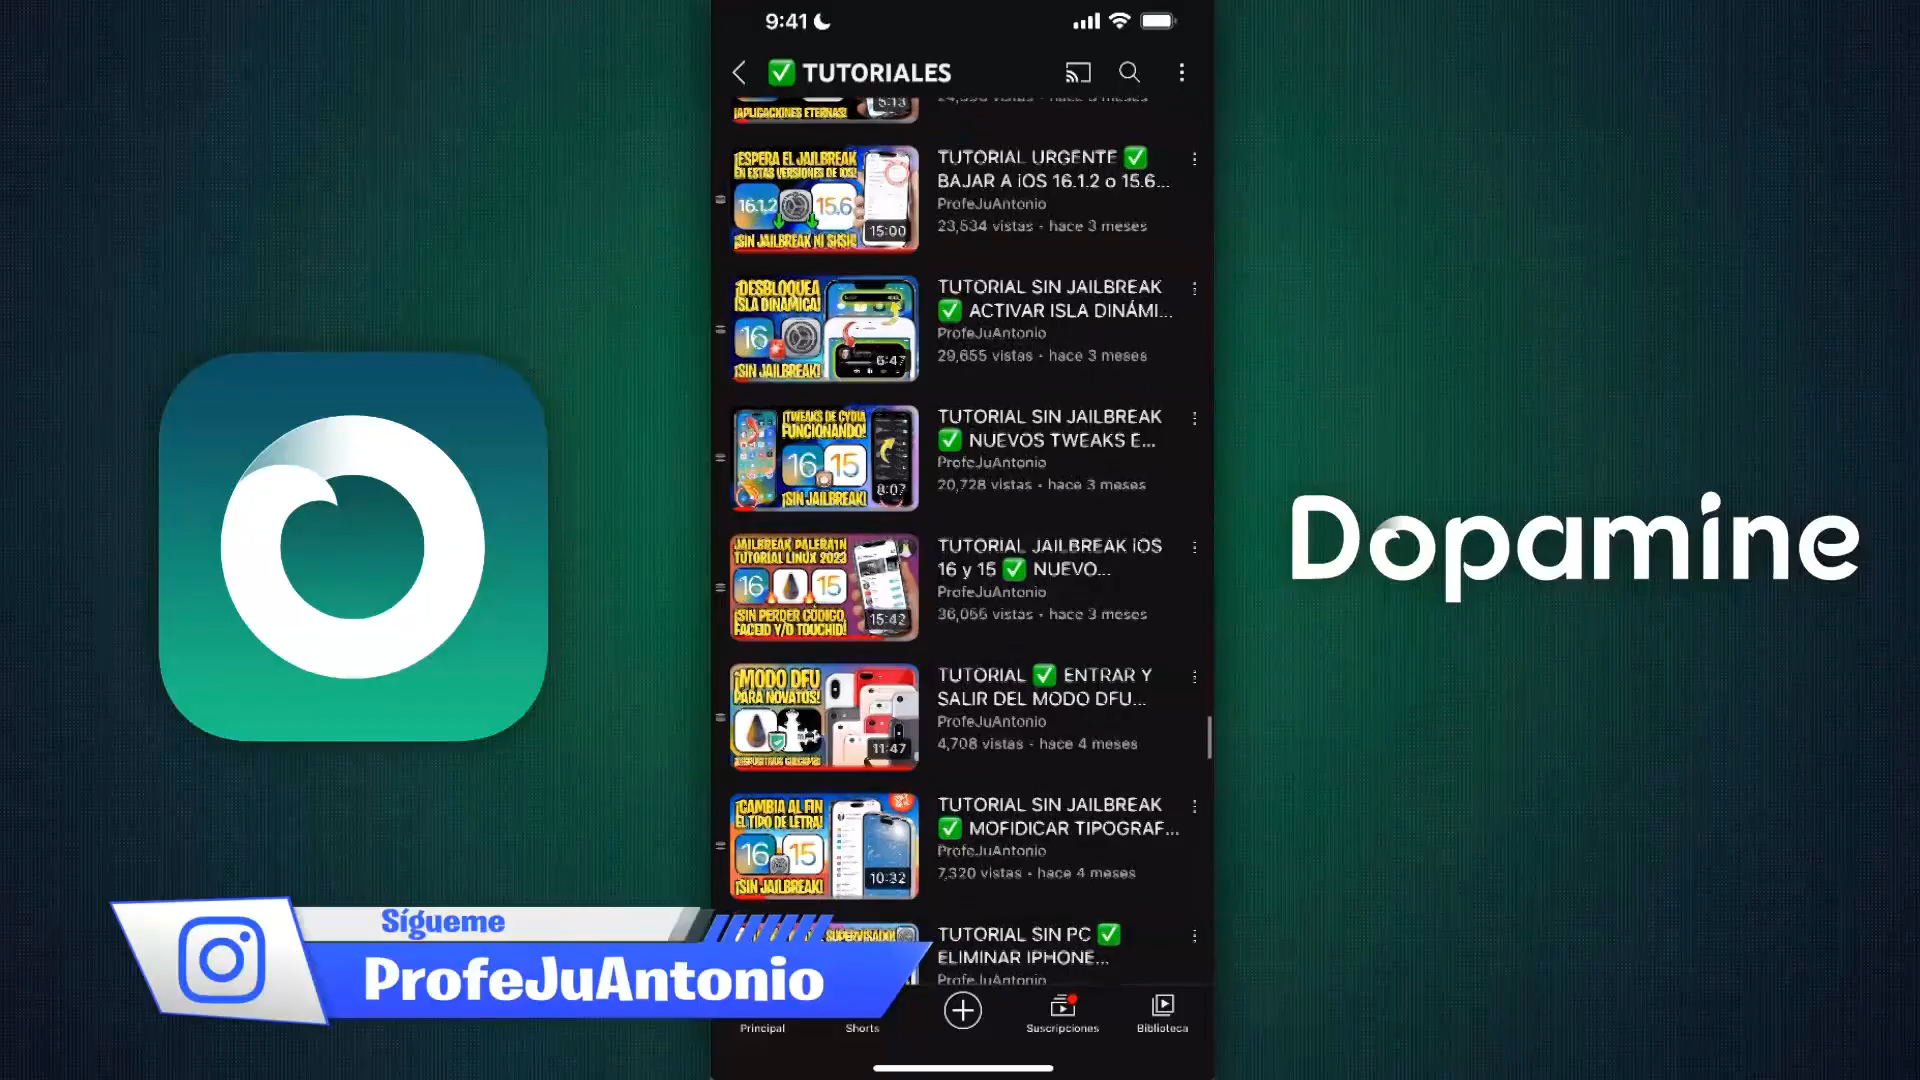 9:41
✅ TUTORIALES
5:13
¡APLICACIONES ETERNAS!
¡ESPERA EL JAILBREAK
EN ESTAS VERSIONES DE IOS!
16.1.2
15.6
15:00
¡SIN JAILBREAK NI SHSH!
TUTORIAL URGENTE ✅
BAJAR A iOS 16.1.2 o 15.6...
ProfeJuAntonio
23,534 vistas · hace 3 meses
¡DESBLOQUEA
ISLA DINÁMICA!
16
6:47
¡SIN JAILBREAK!
TUTORIAL SIN JAILBREAK
✅ ACTIVAR ISLA DINÁMI...
ProfeJuAntonio
29,655 vistas · hace 3 meses
¡TWEAKS DE CYDIA
FUNCIONANDO!
16
15
8:07
¡SIN JAILBREAK!
TUTORIAL SIN JAILBREAK
✅ NUEVOS TWEAKS E...
ProfeJuAntonio
20,728 vistas · hace 3 meses
JAILBREAK PALERA1N
TUTORIAL LINUX 2023
16
15
15:42
¡SIN PERDER CÓDIGO,
FACEID Y/O TOUCHID!
TUTORIAL JAILBREAK iOS
16 y 15 ✅ NUEVO...
ProfeJuAntonio
36,055 vistas · hace 3 meses
¡MODO DFU
PARA NOVATOS!
11:47
TUTORIAL ✅ ENTRAR Y
SALIR DEL MODO DFU...
ProfeJuAntonio
4,708 vistas · hace 4 meses
¡CAMBIA AL FIN
EL TIPO DE LETRA!
16
15
10:32
¡SIN JAILBREAK!
TUTORIAL SIN JAILBREAK
✅ MOFIDICAR TIPOGRAF...
ProfeJuAntonio
7,320 vistas · hace 4 meses
SUPERVISADO!
TUTORIAL SIN PC ✅
ELIMINAR IPHONE...
ProfeJuAntonio
Principal
Shorts
Suscripciones
Biblioteca
Dopamine
Sígueme
ProfeJuAntonio